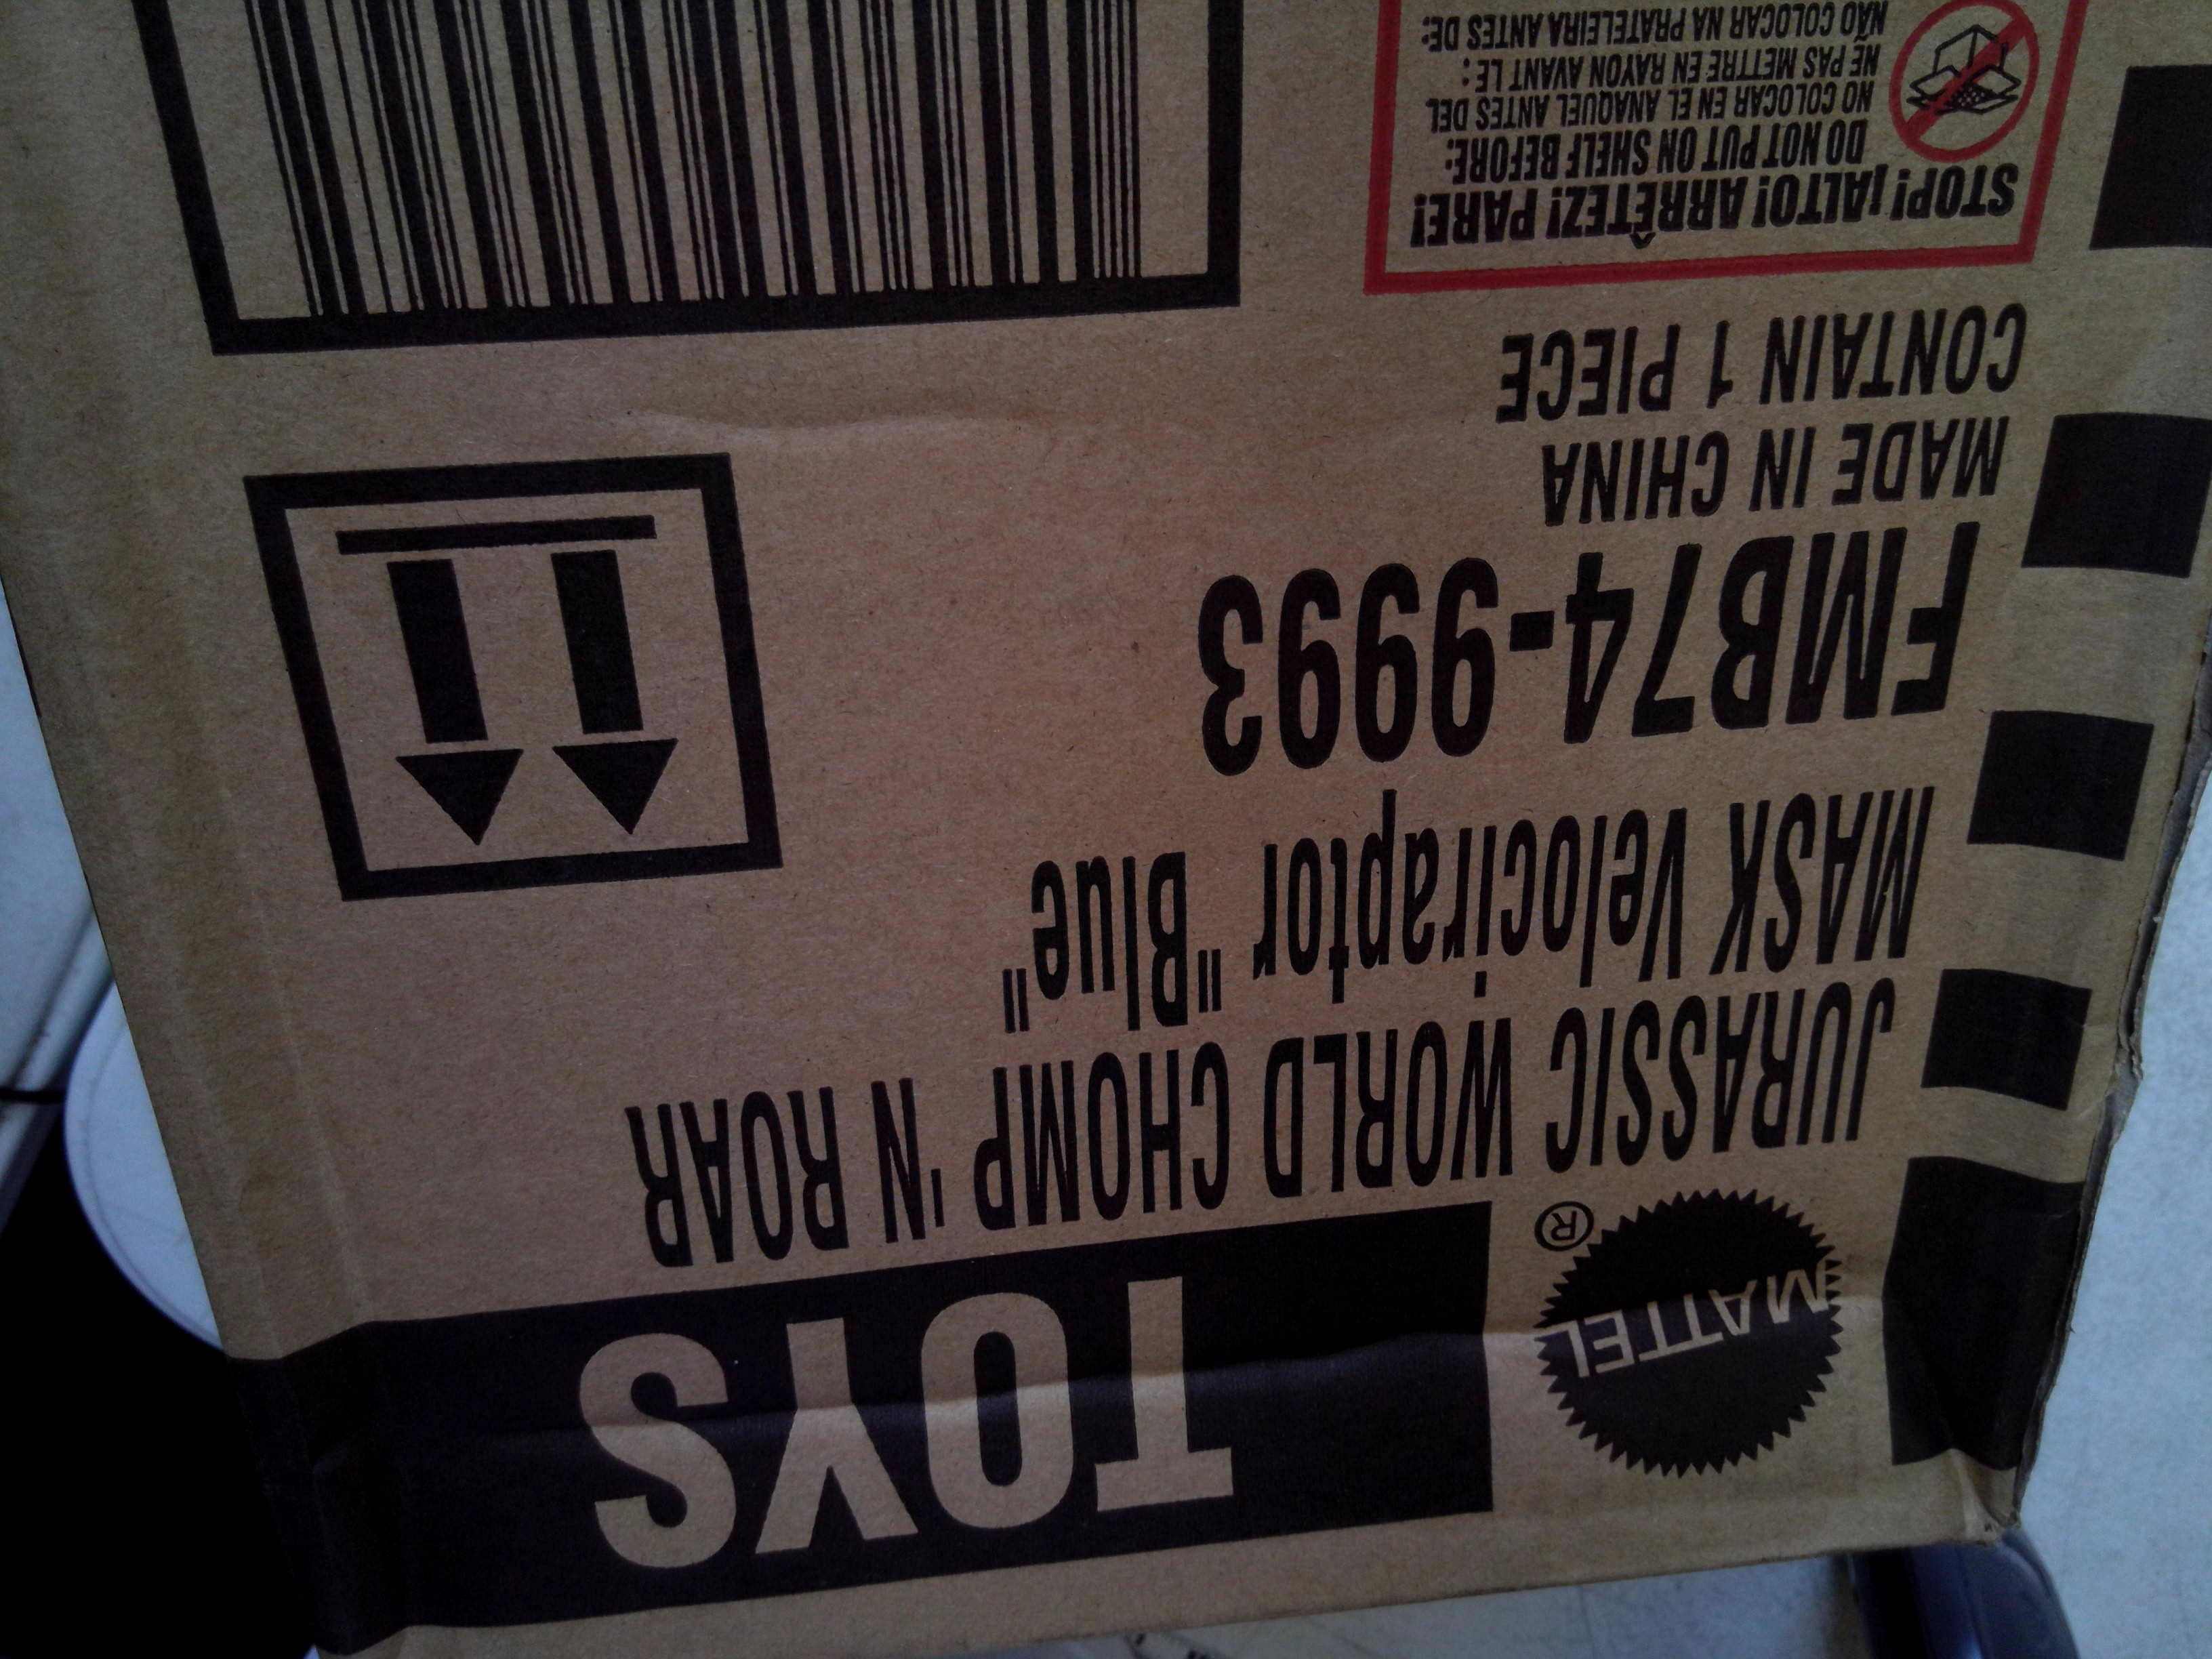 MATTEL ®
TOYS
JURASSIC WORLD CHOMP 'N ROAR
MASK Velociraptor "Blue"
FMB74-9993
MADE IN CHINA
CONTAIN 1 PIECE
STOP! ¡ALTO! ARRÊTEZ! PARE!
DO NOT PUT ON SHELF BEFORE:
NO COLOCAR EN EL ANAQUEL ANTES DEL
NE PAS METTRE EN RAYON AVANT LE :
NÃO COLOCAR NA PRATELEIRA ANTES DE: